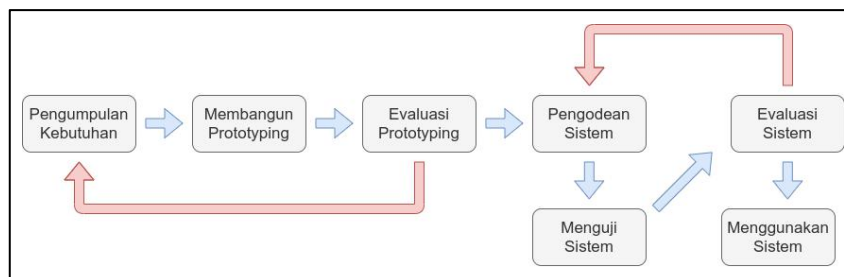 Pengumpulan
Kebutuhan
Membangun
Prototyping
Evaluasi
Prototyping
Pengodean
Sistem
Evaluasi
Sistem
Menguji
Sistem
Menggunakan
Sistem